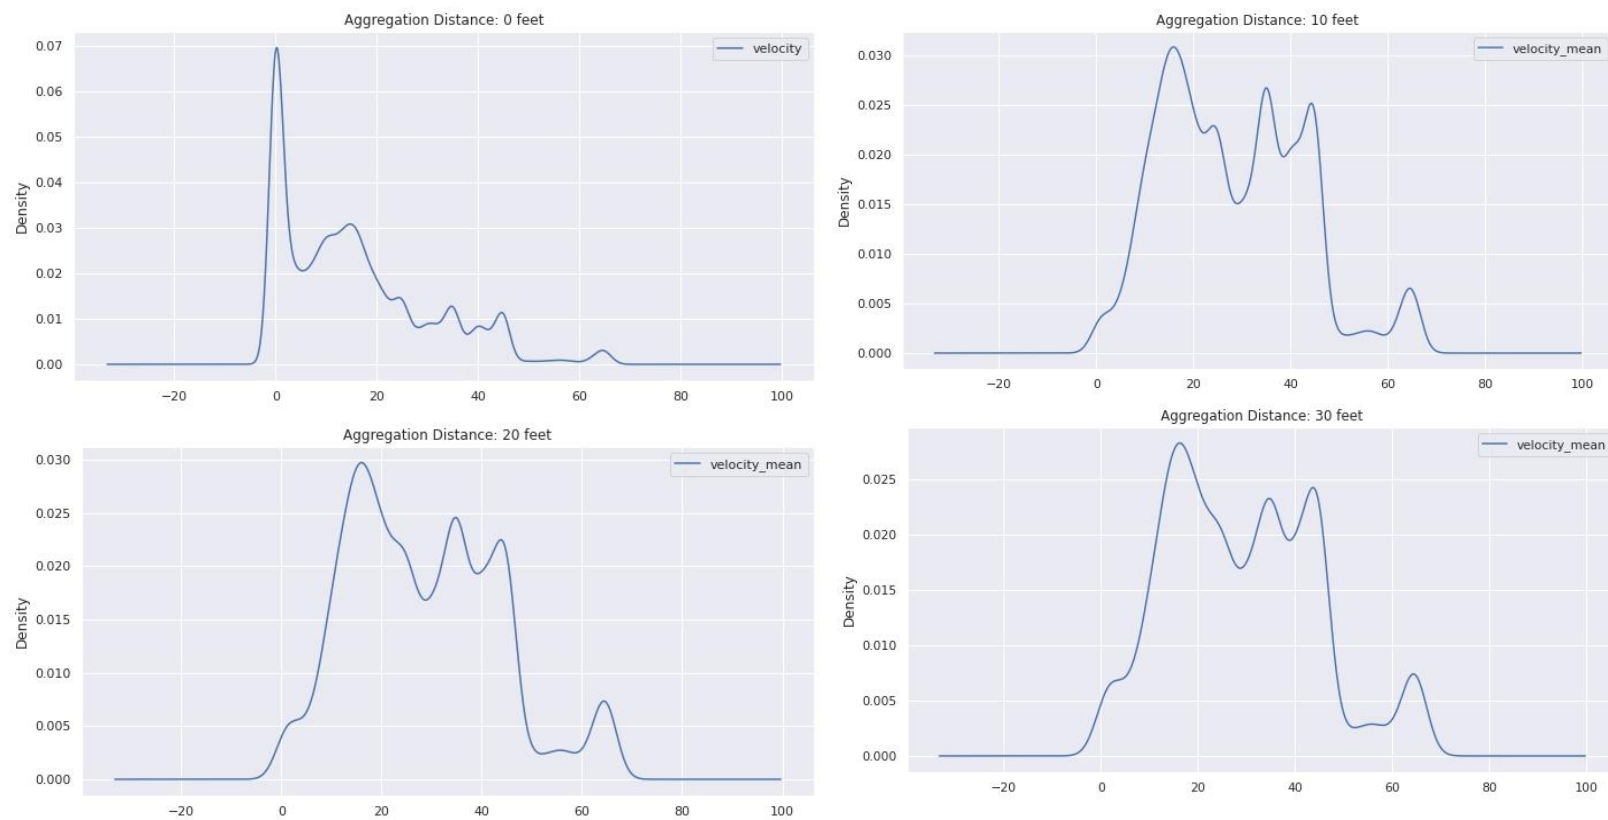 Aggregation Distance: 0 feet
velocity
Density
0.07
0.06
0.05
0.04
0.03
0.02
0.01
0.00
−20 0 20 40 60 80 100
Aggregation Distance: 10 feet
velocity_mean
Density
0.030
0.025
0.020
0.015
0.010
0.005
0.000
−20 0 20 40 60 80 100
Aggregation Distance: 20 feet
velocity_mean
Density
0.030
0.025
0.020
0.015
0.010
0.005
0.000
−20 0 20 40 60 80 100
Aggregation Distance: 30 feet
velocity_mean
Density
0.025
0.020
0.015
0.010
0.005
0.000
−20 0 20 40 60 80 100